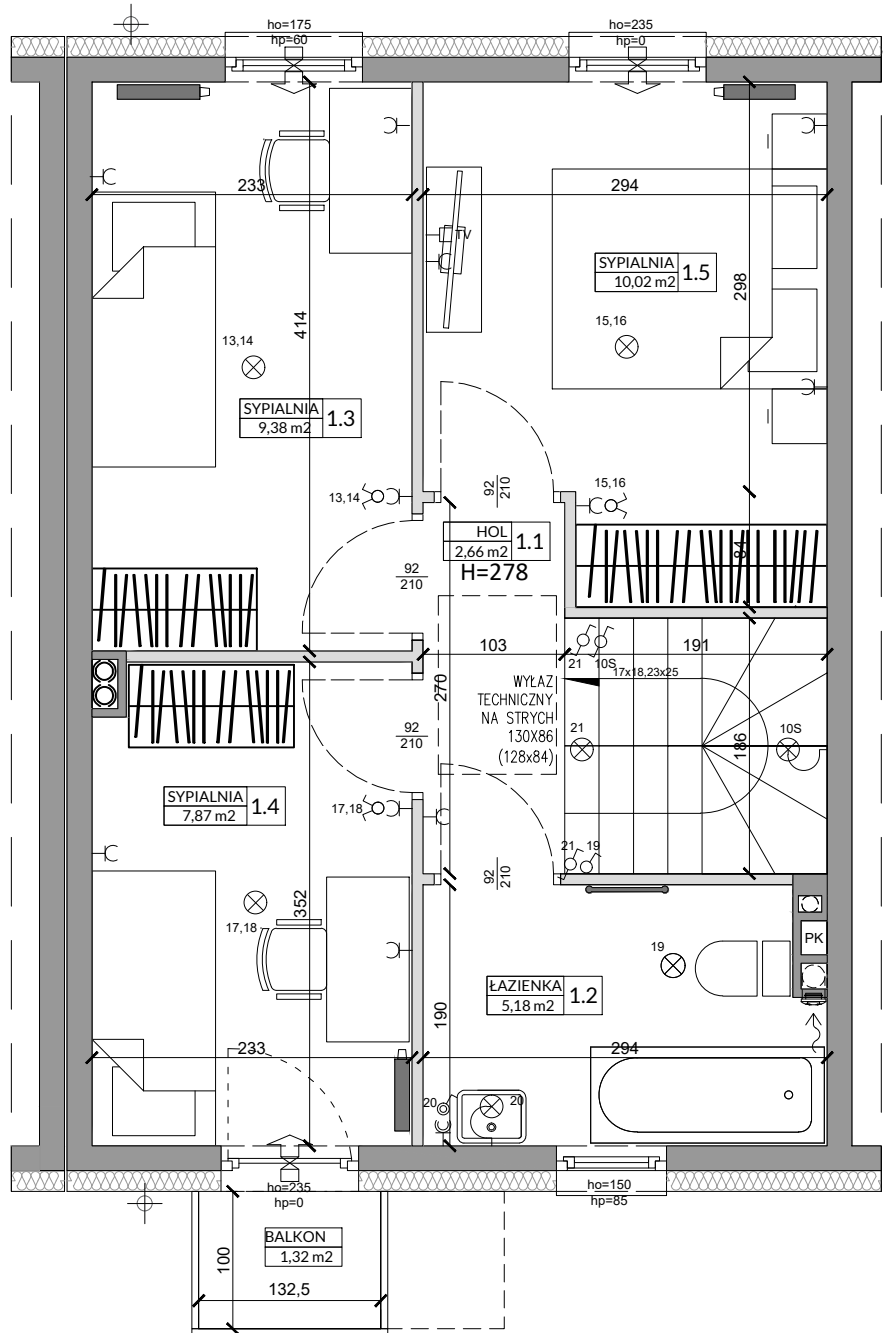 ho=175
hp=60
ho=235
hp=0
233
294
TV
SYPIALNIA
10,02 m2
1.5
298
15,16
414
13,14
SYPIALNIA
9,38 m2
1.3
13,14
92
210
15,16
HOL
2,66 m2
1.1
H=278
84
92
210
103
191
21
10S
17x18,23x25
270
WYŁAZ
TECHNICZNY
NA STRYCH
130X86
(128x84)
92
210
21
10S
186
SYPIALNIA
7,87 m2
1.4
17,18
21
19
92
210
352
17,18
PK
19
ŁAZIENKA
5,18 m2
1.2
190
233
294
20
20
ho=235
hp=0
ho=150
hp=85
BALKON
1,32 m2
100
132,5